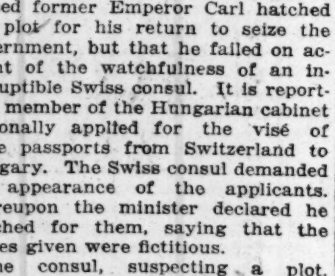 ed former Emperor Carl hatched
plot for his return to seize the
ernment, but that he failed on ac-
nt of the watchfulness of an in-
ruptible Swiss consul. It is report-
member of the Hungarian cabinet
onally applied for the visé of
e passports from Switzerland to
gary. The Swiss consul demanded
appearance of the applicants.
reupon the minister declared he
ched for them, saying that the
es given were fictitious.
ne consul, suspecting a plot